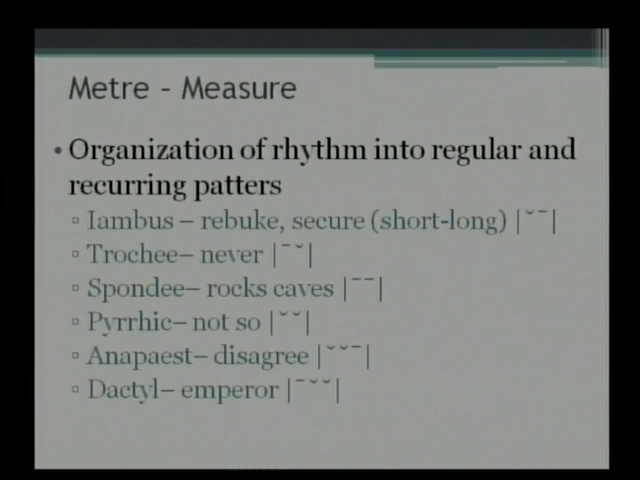 Metre – Measure
• Organization of rhythm into regular and
recurring patters
▫ Iambus – rebuke, secure (short-long) |˘¯|
▫ Trochee– never |¯˘|
▫ Spondee– rocks caves |¯¯|
▫ Pyrrhic– not so |˘˘|
▫ Anapaest– disagree |˘˘¯|
▫ Dactyl– emperor |¯˘˘|